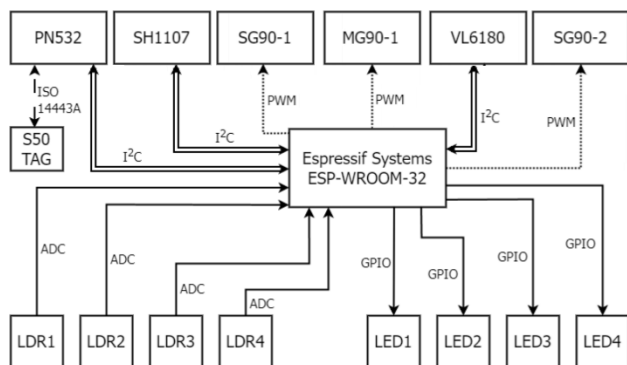 PN532
SH1107
SG90-1
MG90-1
VL6180
SG90-2
ISO
14443A
PWM
PWM
I²C
PWM
S50
TAG
I²C
I²C
Espressif Systems
ESP-WROOM-32
ADC
ADC
ADC
ADC
GPIO
GPIO
GPIO
GPIO
LDR1
LDR2
LDR3
LDR4
LED1
LED2
LED3
LED4